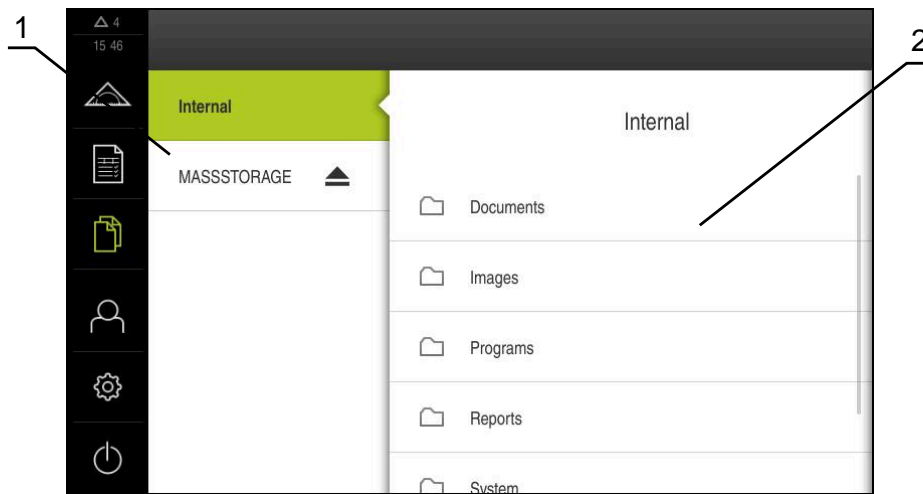 1
2
△ 4
15 46
Internal
MASSSTORAGE
Internal
Documents
Images
Programs
Reports
System